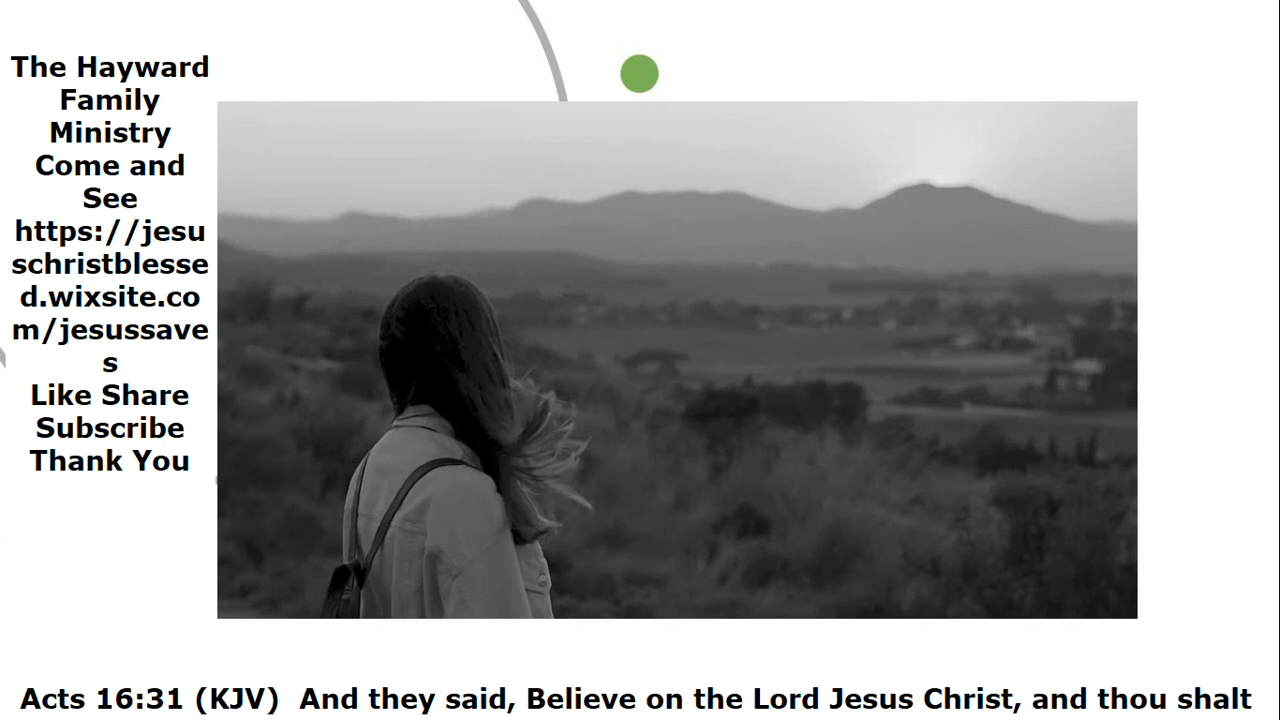 The Hayward
Family
Ministry
Come and
See
https://jesu
schristblesse
d.wixsite.co
m/jesussave
s
Like Share
Subscribe
Thank You
Acts 16:31 (KJV)  And they said, Believe on the Lord Jesus Christ, and thou shalt